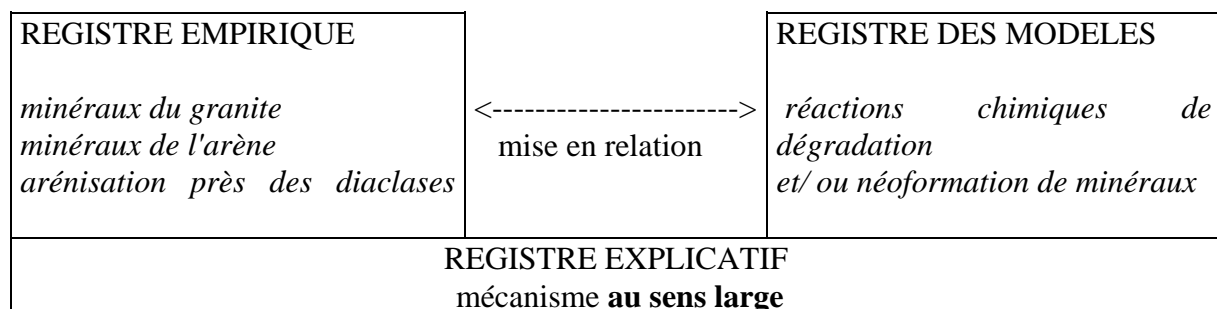 REGISTRE EMPIRIQUE
minéraux du granite
minéraux de l'arène
arénisation près des diaclases
<----------------------->
mise en relation
REGISTRE DES MODELES
réactions chimiques de
dégradation
et/ ou néoformation de minéraux
REGISTRE EXPLICATIF
mécanisme au sens large